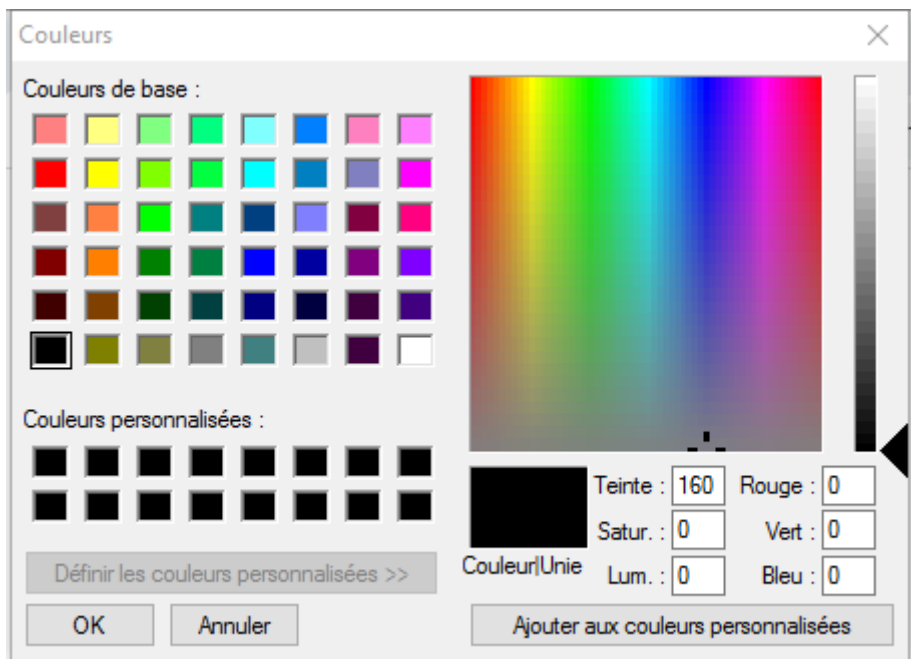 Couleurs
Couleurs de base :
Couleurs personnalisées :
Définir les couleurs personnalisées >>
OK Annuler
Teinte : 160 Rouge : 0
Satur. : 0 Vert : 0
Couleur|Unie Lum. : 0 Bleu : 0
Ajouter aux couleurs personnalisées